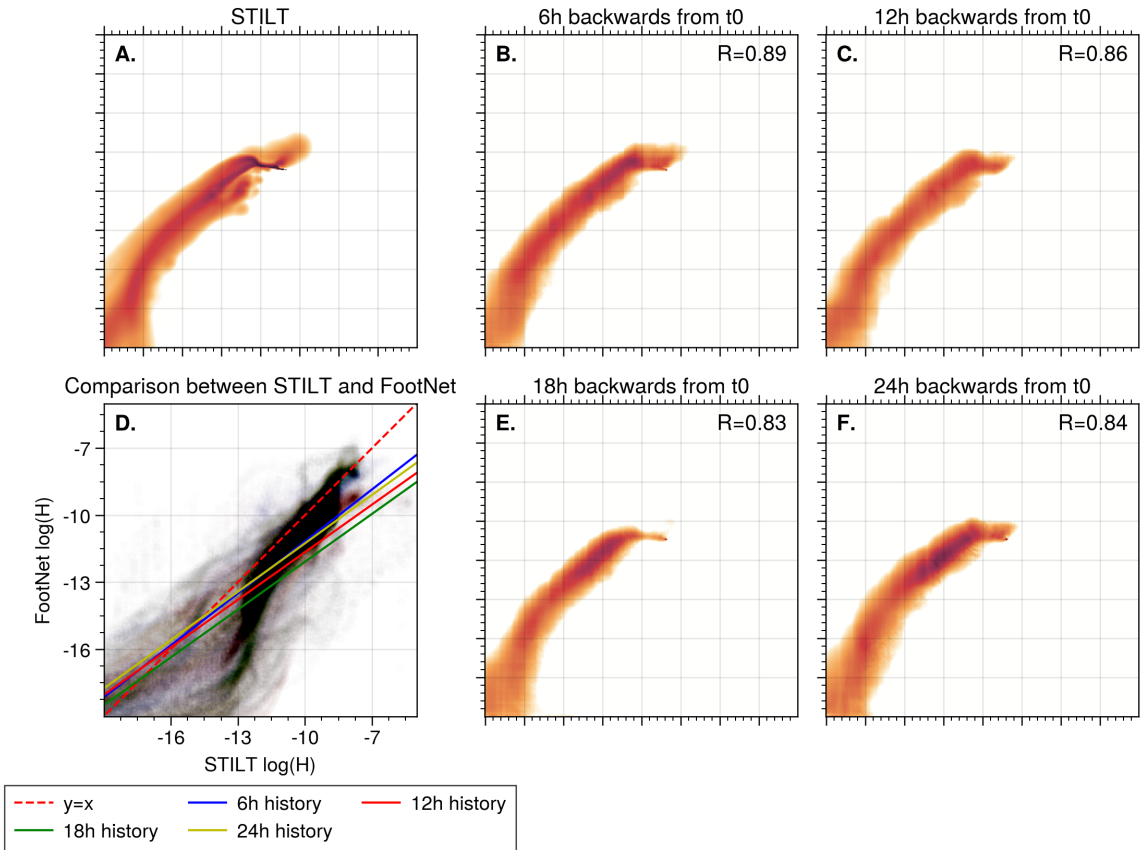 STILT
6h backwards from t0
12h backwards from t0
A.
B.
R=0.89
C.
R=0.86
Comparison between STILT and FootNet
18h backwards from t0
24h backwards from t0
D.
E.
R=0.83
F.
R=0.84
-7
-10
-13
-16
FootNet log(H)
-16
-13
-10
-7
STILT log(H)
y=x
6h history
12h history
18h history
24h history